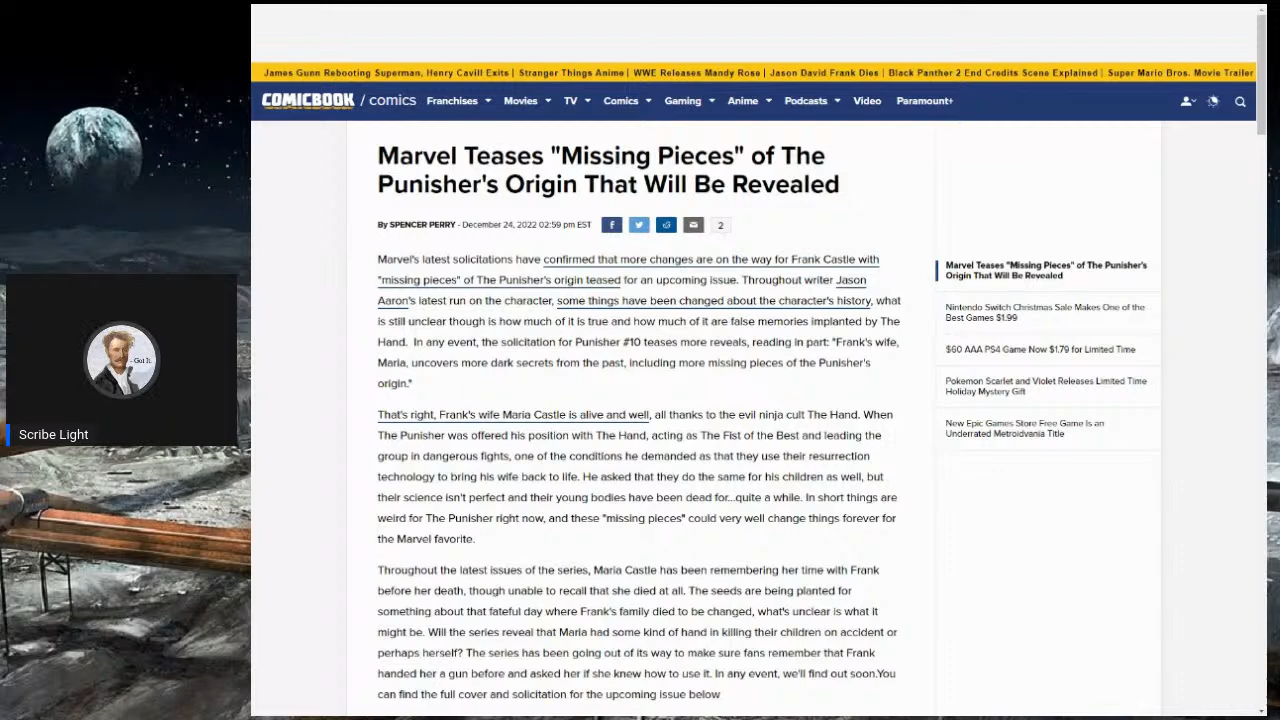 James Gunn Rebooting Superman, Henry Cavill Exits | Stranger Things Anime | WWE Releases Mandy Rose | Jason David Frank Dies | Black Panther 2 End Credits Scene Explained | Super Mario Bros. Movie Trailer
COMICBOOK / comics Franchises Movies TV Comics Gaming Anime Podcasts Video Paramount+
Marvel Teases "Missing Pieces" of The
Punisher's Origin That Will Be Revealed
By SPENCER PERRY - December 24, 2022 02:59 pm EST
2
Marvel's latest solicitations have confirmed that more changes are on the way for Frank Castle with
"missing pieces" of The Punisher's origin teased for an upcoming issue. Throughout writer Jason
Aaron's latest run on the character, some things have been changed about the character's history, what
is still unclear though is how much of it is true and how much of it are false memories implanted by The
Hand. In any event, the solicitation for Punisher #10 teases more reveals, reading in part: "Frank's wife,
Maria, uncovers more dark secrets from the past, including more missing pieces of the Punisher's
origin."
That's right, Frank's wife Maria Castle is alive and well, all thanks to the evil ninja cult The Hand. When
The Punisher was offered his position with The Hand, acting as The Fist of the Best and leading the
group in dangerous fights, one of the conditions he demanded as that they use their resurrection
technology to bring his wife back to life. He asked that they do the same for his children as well, but
their science isn't perfect and their young bodies have been dead for...quite a while. In short things are
weird for The Punisher right now, and these "missing pieces" could very well change things forever for
the Marvel favorite.
Throughout the latest issues of the series, Maria Castle has been remembering her time with Frank
before her death, though unable to recall that she died at all. The seeds are being planted for
something about that fateful day where Frank's family died to be changed, what's unclear is what it
might be. Will the series reveal that Maria had some kind of hand in killing their children on accident or
perhaps herself? The series has been going out of its way to make sure fans remember that Frank
handed her a gun before and asked her if she knew how to use it. In any event, we'll find out soon.You
can find the full cover and solicitation for the upcoming issue below
Marvel Teases "Missing Pieces" of The Punisher's
Origin That Will Be Revealed
Nintendo Switch Christmas Sale Makes One of the
Best Games $1.99
$60 AAA PS4 Game Now $1.79 for Limited Time
Pokemon Scarlet and Violet Releases Limited Time
Holiday Mystery Gift
New Epic Games Store Free Game Is an
Underrated Metroidvania Title
- Got It.
Scribe Light